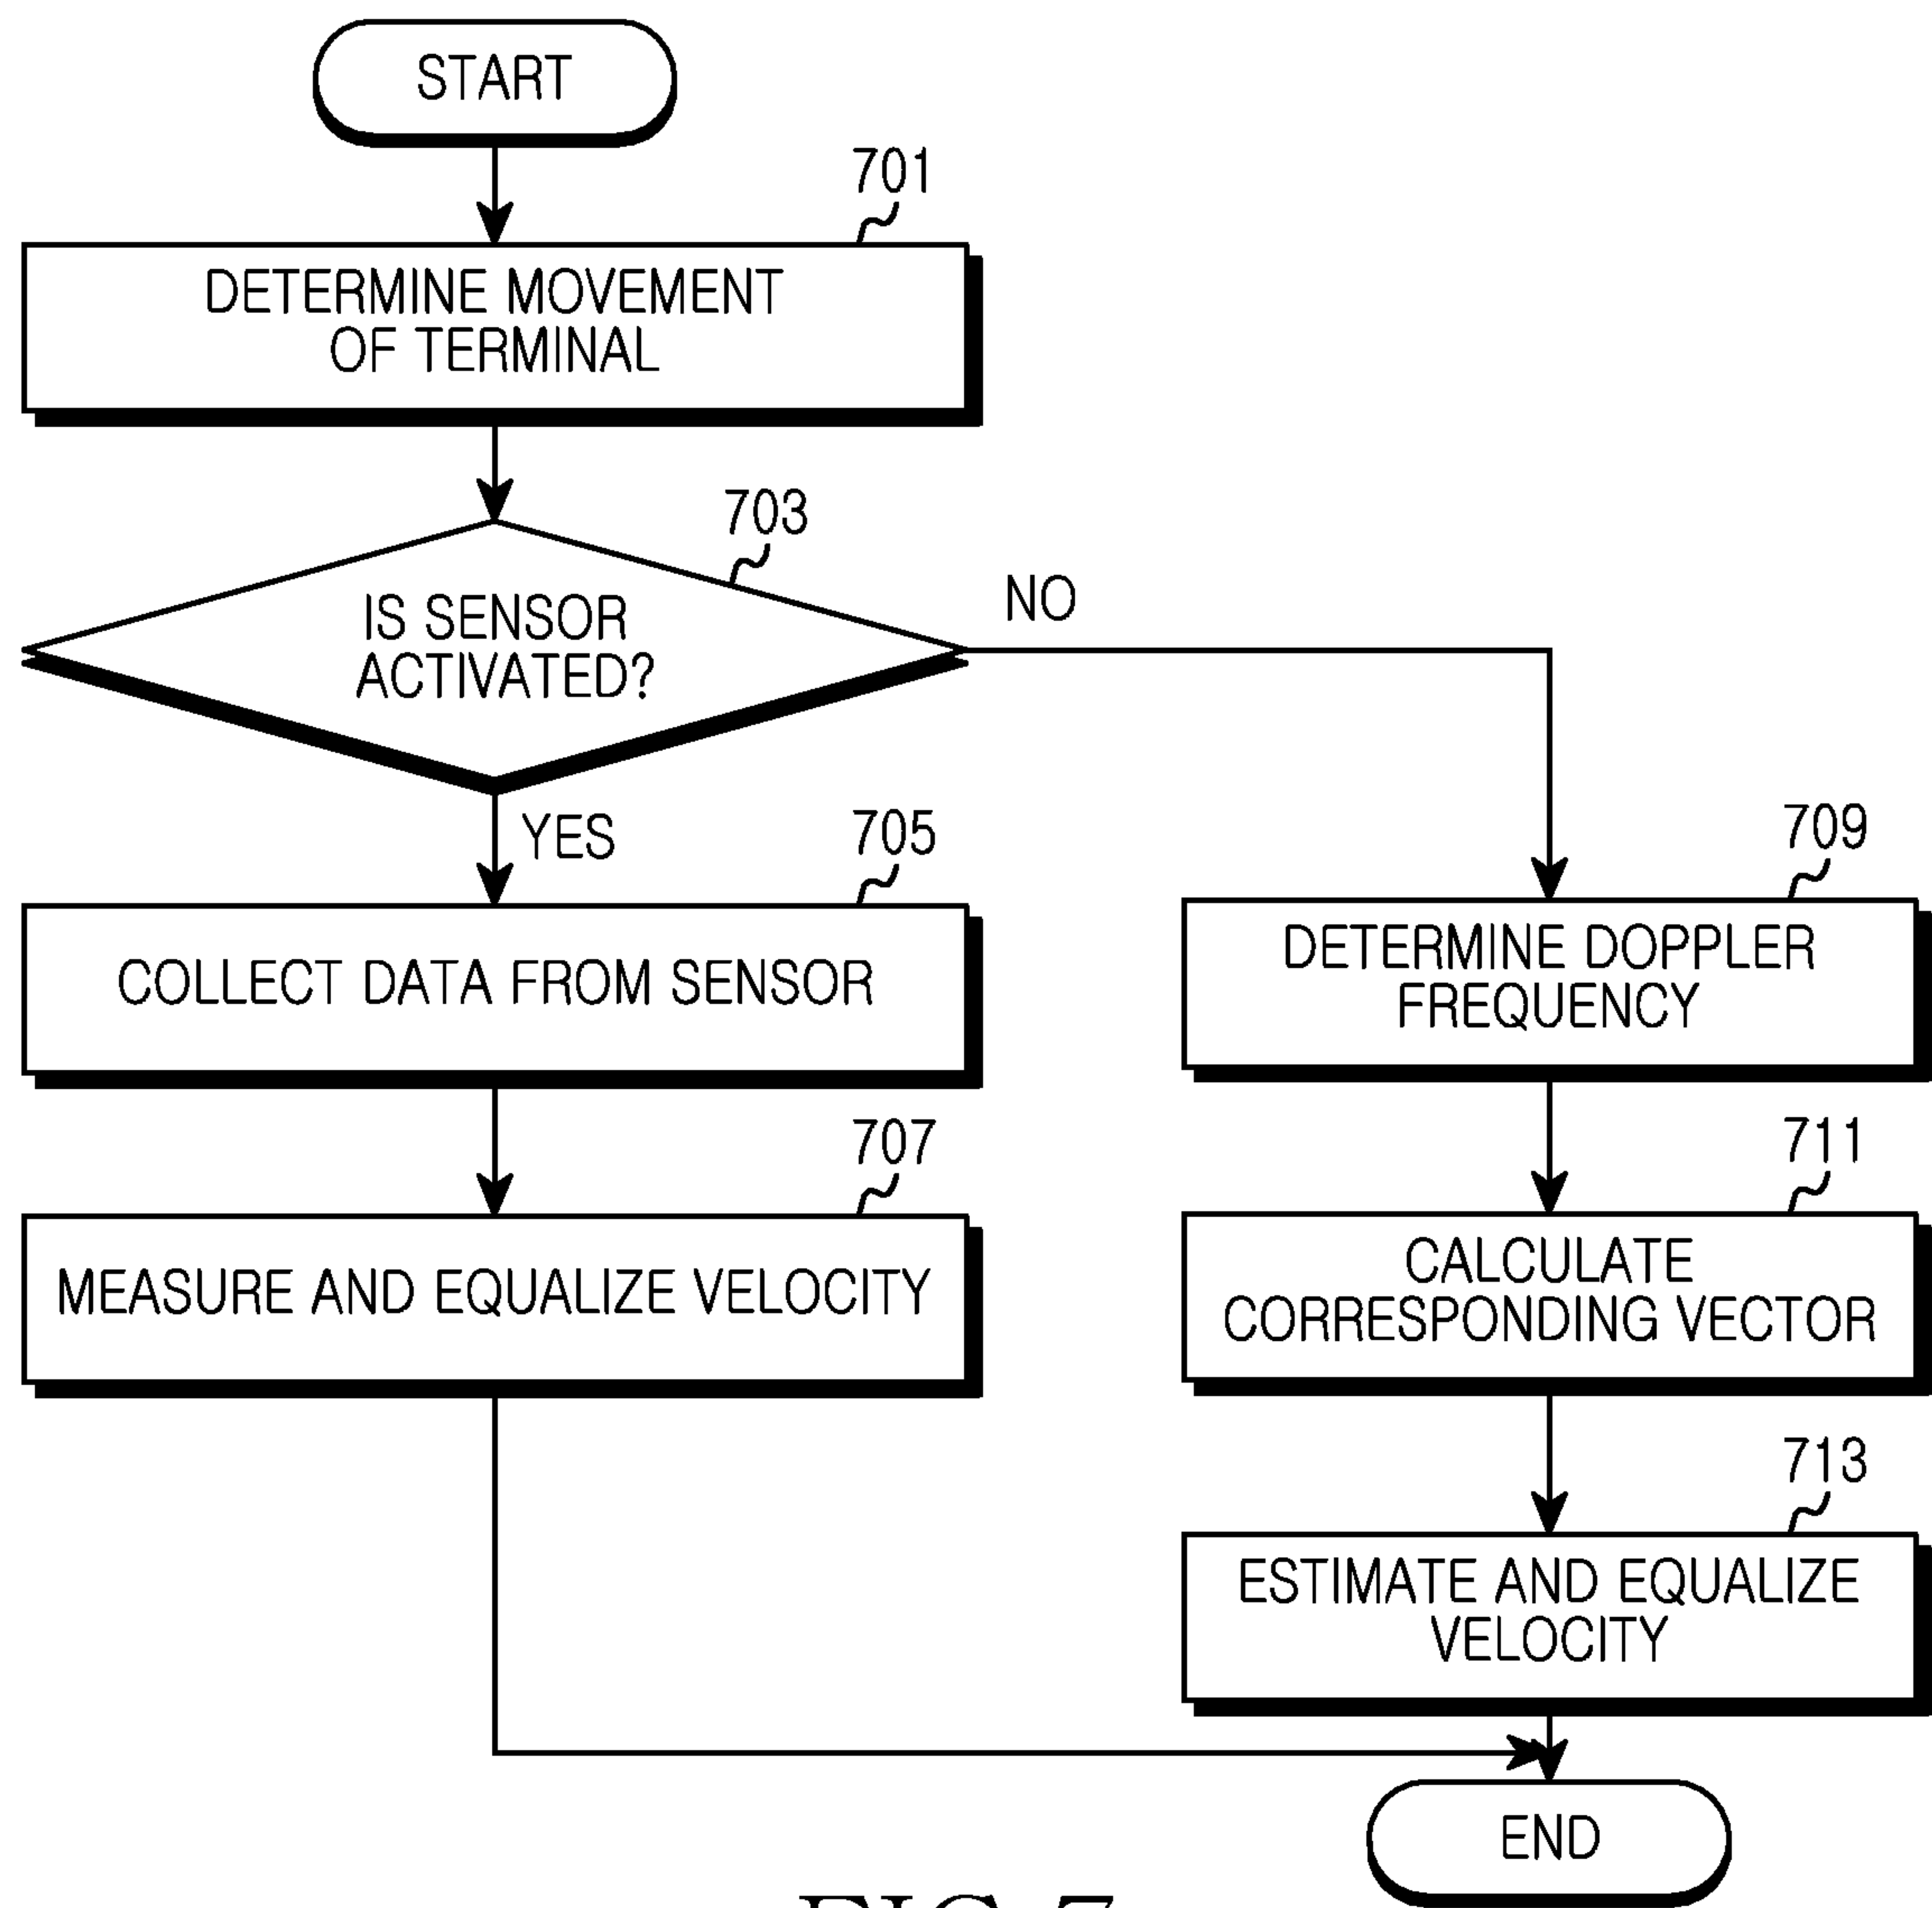 START
701
DETERMINE MOVEMENT
OF TERMINAL
703
IS SENSOR
ACTIVATED?
NO
YES
705
COLLECT DATA FROM SENSOR
707
MEASURE AND EQUALIZE VELOCITY
709
DETERMINE DOPPLER
FREQUENCY
711
CALCULATE
CORRESPONDING VECTOR
713
ESTIMATE AND EQUALIZE
VELOCITY
END